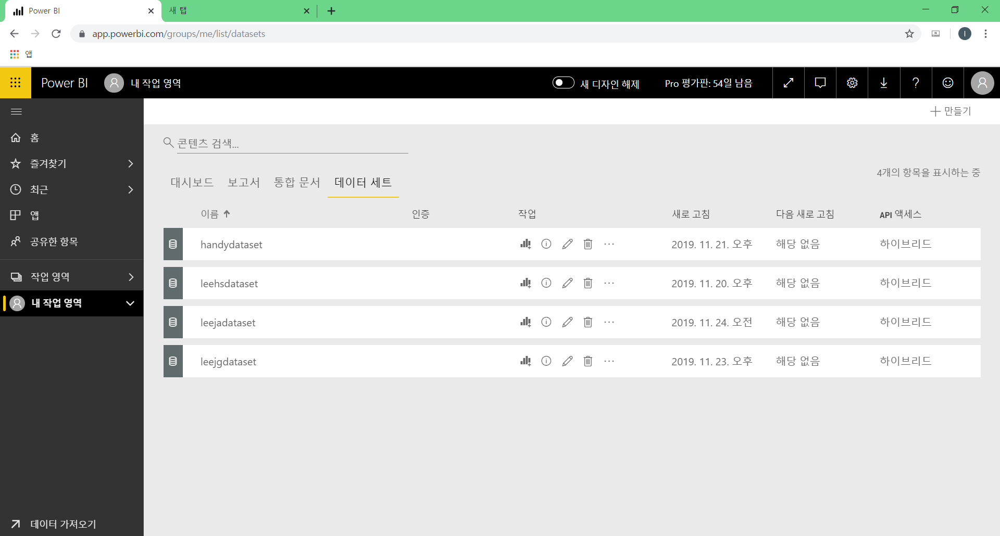 Power BI
새 탭
app.powerbi.com/groups/me/list/datasets
I
앱
Power BI
내 작업 영역
새 디자인 해제
Pro 평가판: 54일 남음
만들기
홈
즐겨찾기
최근
앱
공유한 항목
작업 영역
내 작업 영역
데이터 가져오기
콘텐츠 검색...
4개의 항목을 표시하는 중
대시보드 보고서 통합 문서 데이터 세트
이름 인증 작업 새로 고침 다음 새로 고침 API 액세스
handydataset 2019. 11. 21. 오후 해당 없음 하이브리드
leehsdataset 2019. 11. 20. 오후 해당 없음 하이브리드
leejadataset 2019. 11. 24. 오전 해당 없음 하이브리드
leejgdataset 2019. 11. 23. 오후 해당 없음 하이브리드